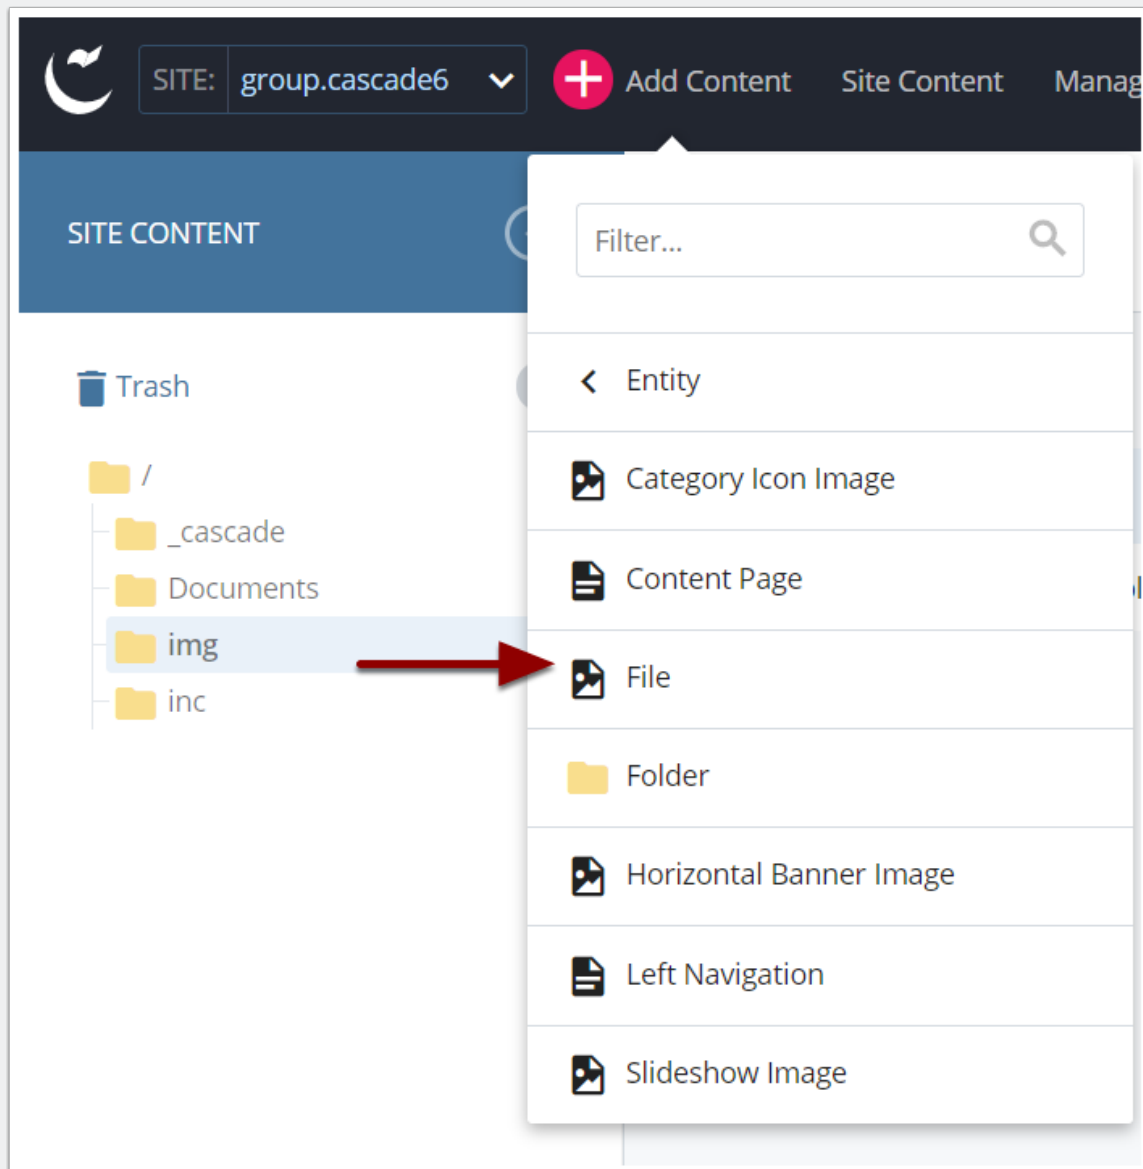 SITE: group.cascade6 Add Content Site Content Manag
SITE CONTENT
Filter...
Trash
Entity
/
Category Icon Image
_cascade
Content Page
Documents
img
File
inc
Folder
Horizontal Banner Image
Left Navigation
Slideshow Image